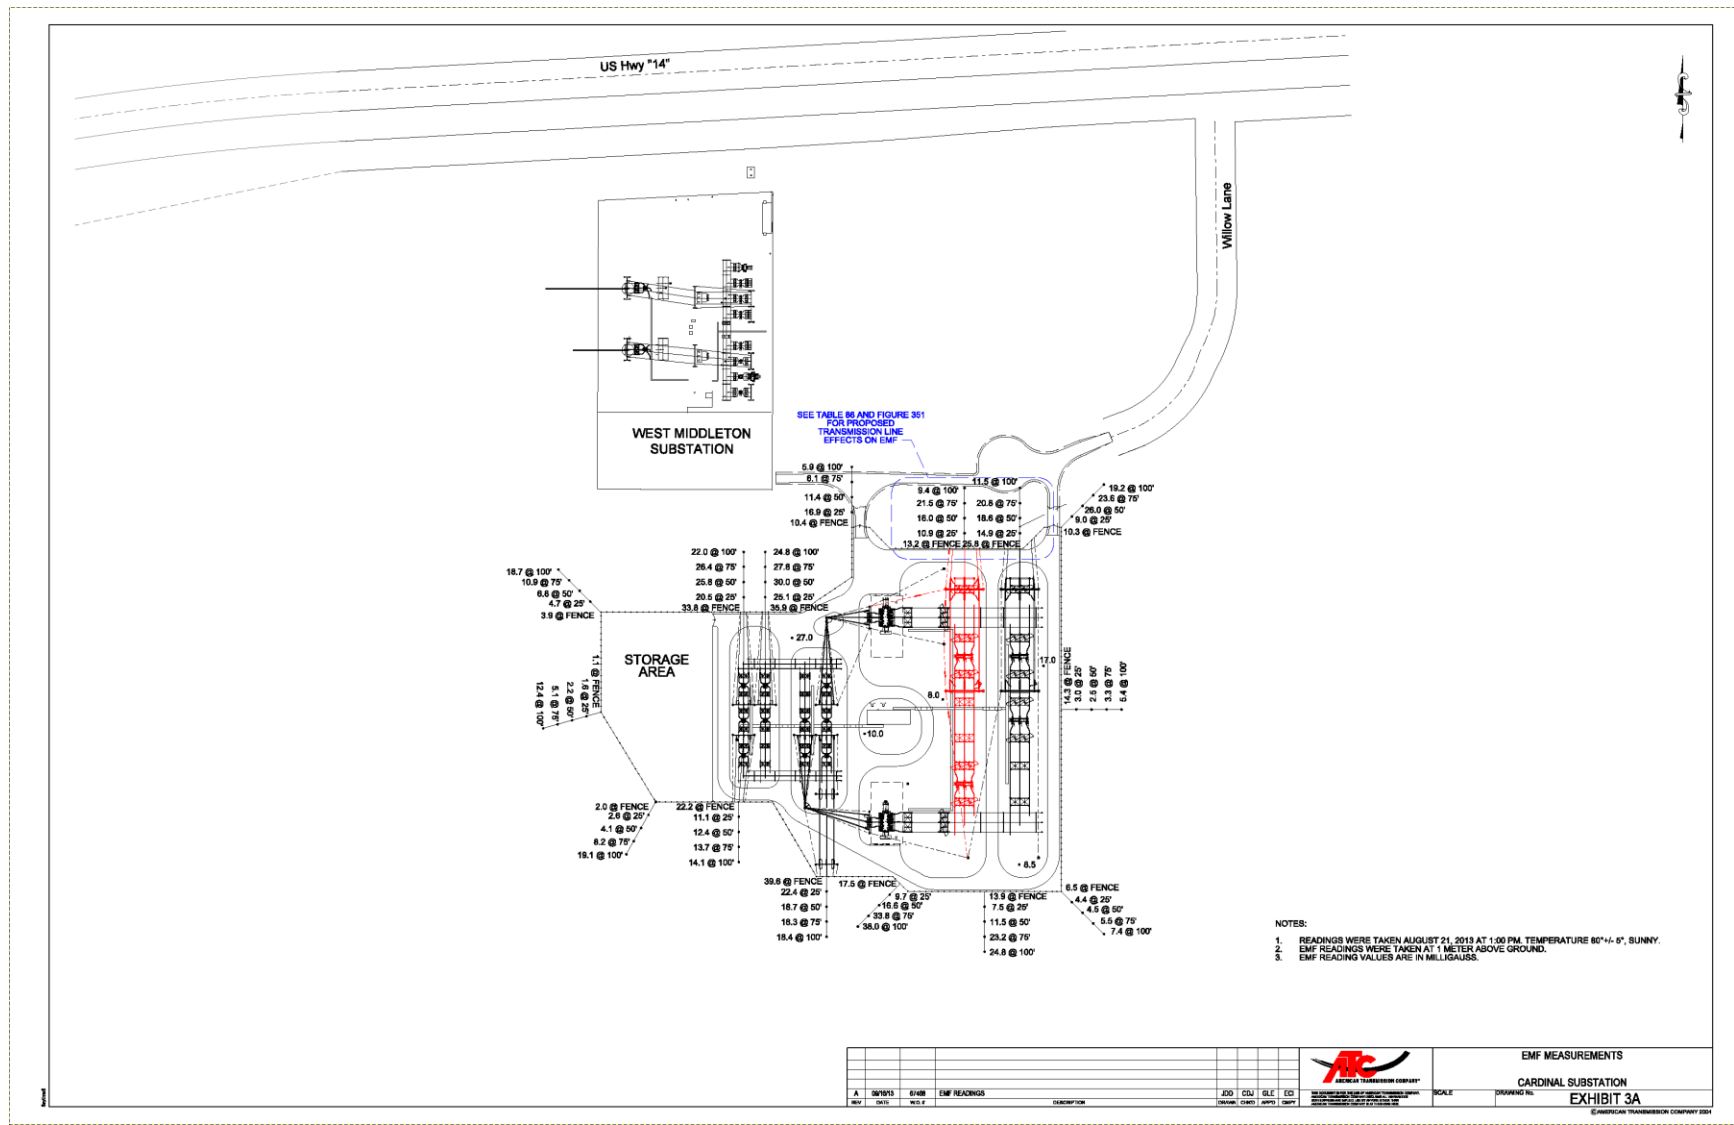 US Hwy "14"
Willow Lane
WEST MIDDLETON
SUBSTATION
SEE TABLE 86 AND FIGURE 351
FOR PROPOSED
TRANSMISSION LINE
EFFECTS ON EMF
5.9 @ 100'
6.1 @ 75'
11.4 @ 50'
16.9 @ 25'
10.4 @ FENCE
9.4 @ 100'
21.5 @ 75'
16.0 @ 50'
10.9 @ 25'
13.2 @ FENCE
11.5 @ 100'
20.8 @ 75'
18.6 @ 50'
14.9 @ 25'
25.8 @ FENCE
19.2 @ 100'
23.6 @ 75'
26.0 @ 50'
9.0 @ 25'
10.3 @ FENCE
22.0 @ 100'
26.4 @ 75'
25.8 @ 50'
20.5 @ 25'
33.8 @ FENCE
24.8 @ 100'
27.8 @ 75'
30.0 @ 50'
25.1 @ 25'
35.9 @ FENCE
18.7 @ 100'
10.9 @ 75'
6.6 @ 50'
4.7 @ 25'
3.9 @ FENCE
STORAGE
AREA
27.0
17.0
8.0
10.0
8.5
1.1 @ FENCE
1.6 @ 25'
2.2 @ 50'
5.1 @ 75'
12.4 @ 100'
14.3 @ FENCE
3.0 @ 25'
2.5 @ 50'
3.3 @ 75'
5.4 @ 100'
2.0 @ FENCE
2.6 @ 25'
4.1 @ 50'
8.2 @ 75'
19.1 @ 100'
22.2 @ FENCE
11.1 @ 25'
12.4 @ 50'
13.7 @ 75'
14.1 @ 100'
39.6 @ FENCE
22.4 @ 25'
18.7 @ 50'
18.3 @ 75'
18.4 @ 100'
17.5 @ FENCE
9.7 @ 25'
16.6 @ 50'
33.8 @ 75'
38.0 @ 100'
13.9 @ FENCE
7.5 @ 25'
11.5 @ 50'
23.2 @ 75'
24.8 @ 100'
6.5 @ FENCE
4.4 @ 25'
4.5 @ 50'
5.5 @ 75'
7.4 @ 100'
NOTES:
1. READINGS WERE TAKEN AUGUST 21, 2013 AT 1:00 PM. TEMPERATURE 80°+/- 5°, SUNNY.
2. EMF READINGS WERE TAKEN AT 1 METER ABOVE GROUND.
3. EMF READING VALUES ARE IN MILLIGAUSS.
A EMF READINGS JDD CDJ GLE ECI
REV DATE W.O. # DESCRIPTION DRAWN CHK'D APP'D CMPY
ATC
AMERICAN TRANSMISSION COMPANY
EMF MEASUREMENTS
CARDINAL SUBSTATION
SCALE
DRAWING No.
EXHIBIT 3A
©AMERICAN TRANSMISSION COMPANY 2004